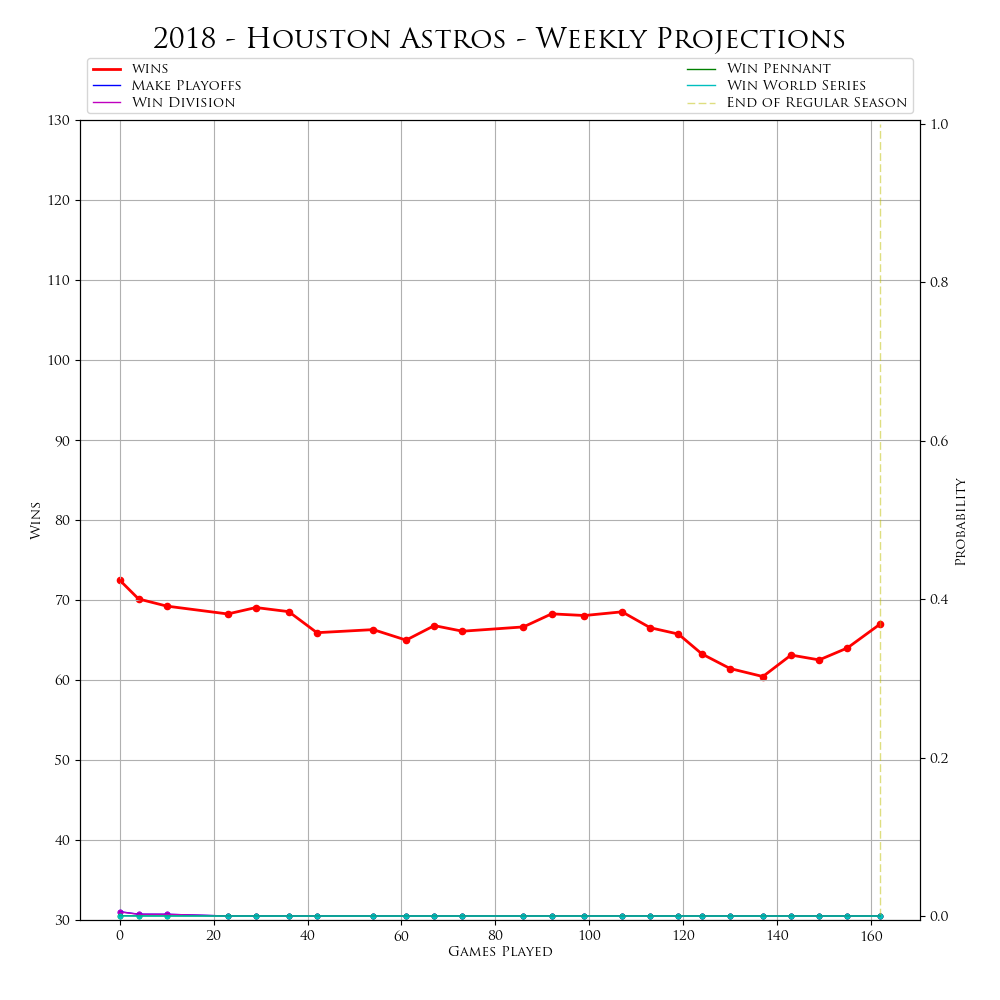 2018 - Houston Astros - Weekly Projections
wins
Make Playoffs
Win Division
Win Pennant
Win World Series
End of Regular Season
130
120
110
100
90
80
70
60
50
40
30
Wins
1.0
0.8
0.6
0.4
0.2
0.0
Probability
0 20 40 60 80 100 120 140 160
Games Played